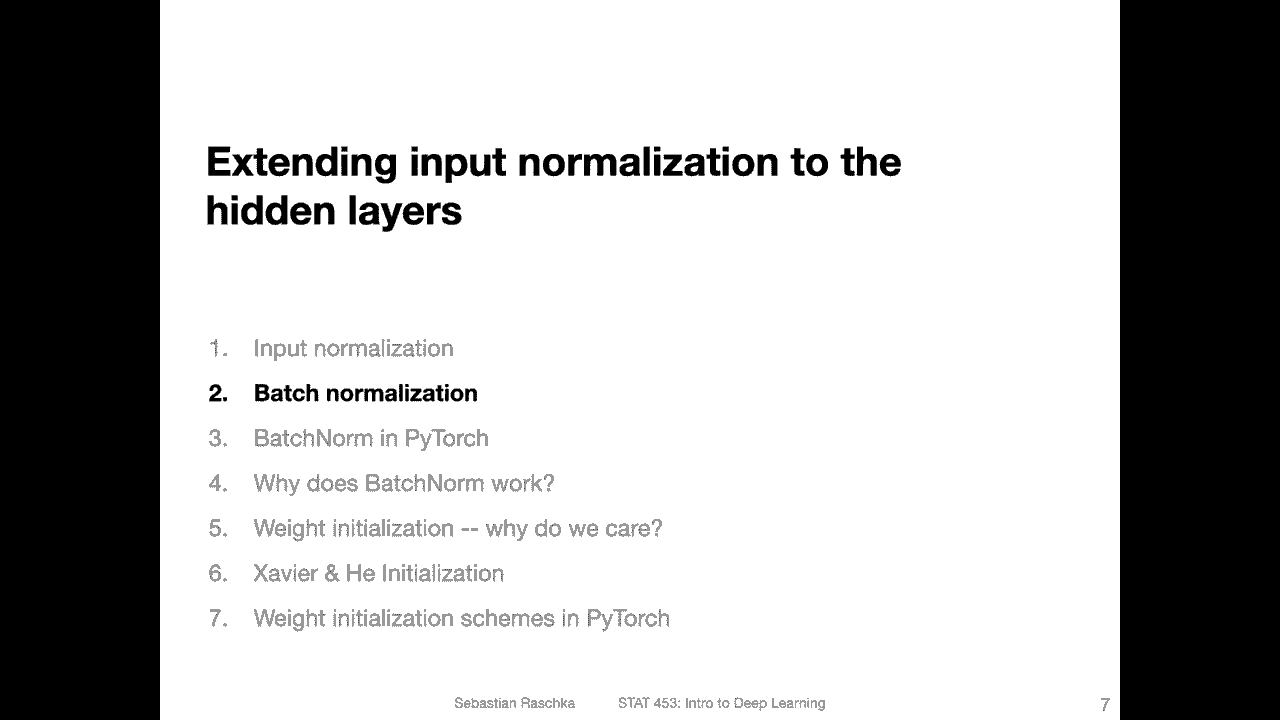 Extending input normalization to the
hidden layers
1. Input normalization
2. Batch normalization
3. BatchNorm in PyTorch
4. Why does BatchNorm work?
5. Weight initialization -- why do we care?
6. Xavier & He Initialization
7. Weight initialization schemes in PyTorch
Sebastian Raschka STAT 453: Intro to Deep Learning 7